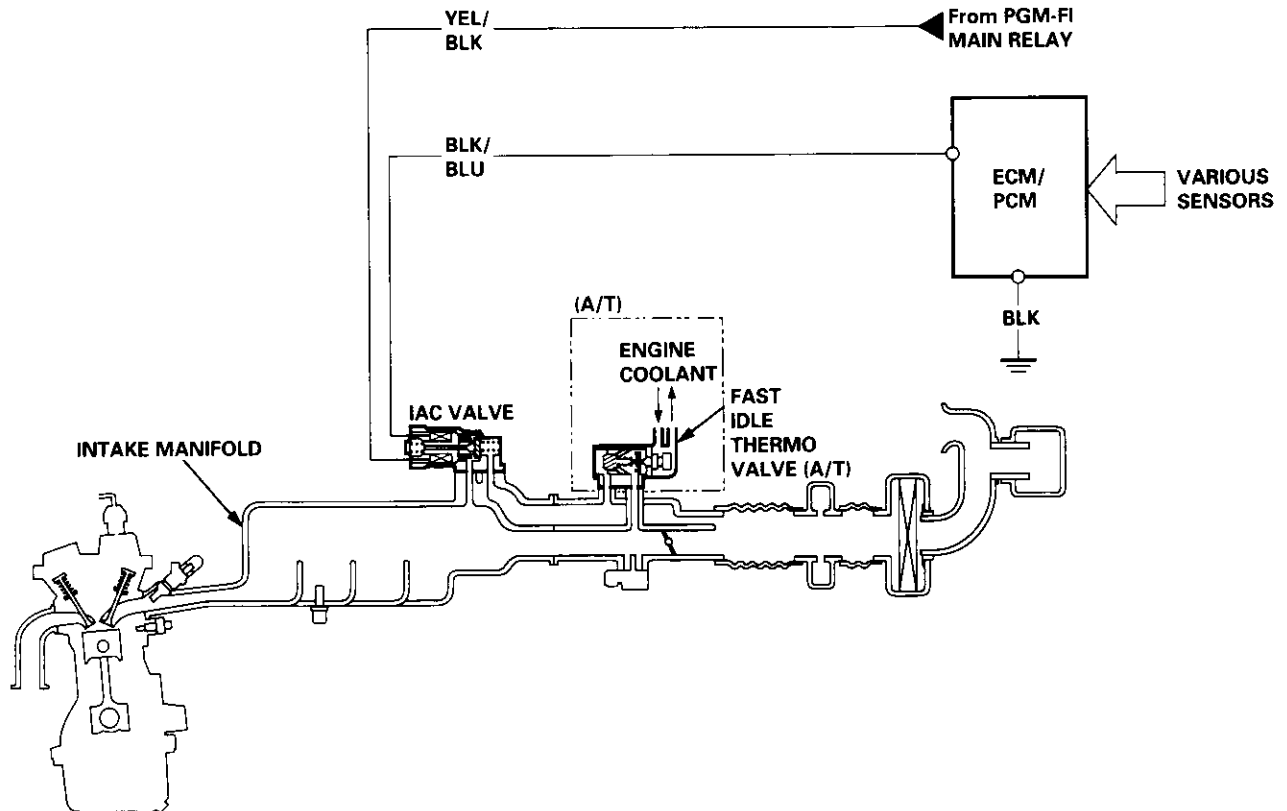 YEL/
BLK
From PGM-FI
MAIN RELAY
BLK/
BLU
ECM/
PCM
VARIOUS
SENSORS
BLK
(A/T)
ENGINE
COOLANT
FAST
IDLE
THERMO
VALVE (A/T)
IAC VALVE
INTAKE MANIFOLD